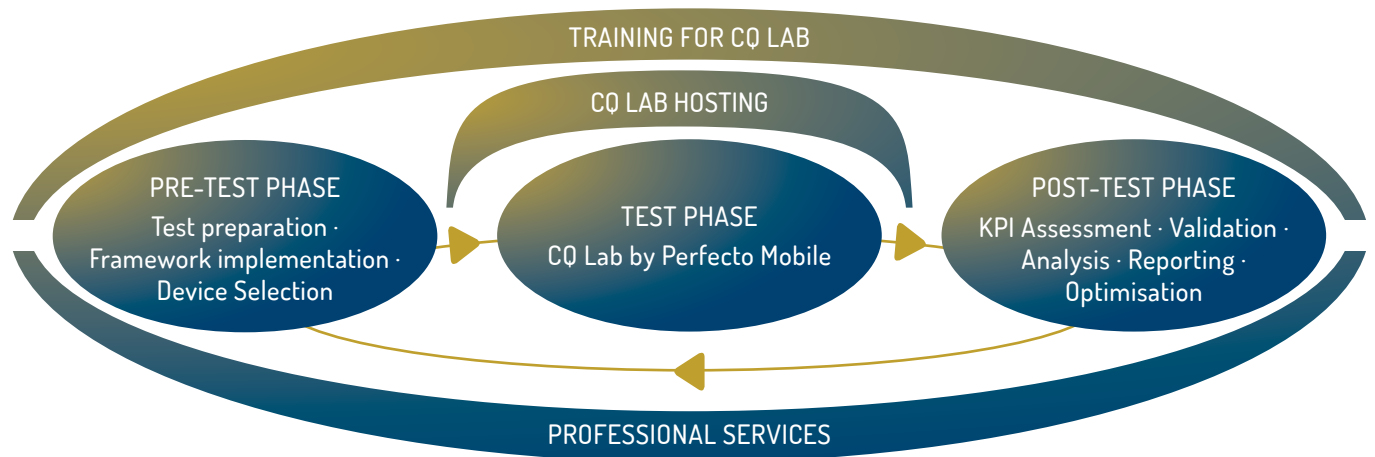 TRAINING FOR CQ LAB
CQ LAB HOSTING
PRE-TEST PHASE
Test preparation ·
Framework implementation ·
Device Selection
TEST PHASE
CQ Lab by Perfecto Mobile
POST-TEST PHASE
KPI Assessment · Validation ·
Analysis · Reporting ·
Optimisation
PROFESSIONAL SERVICES